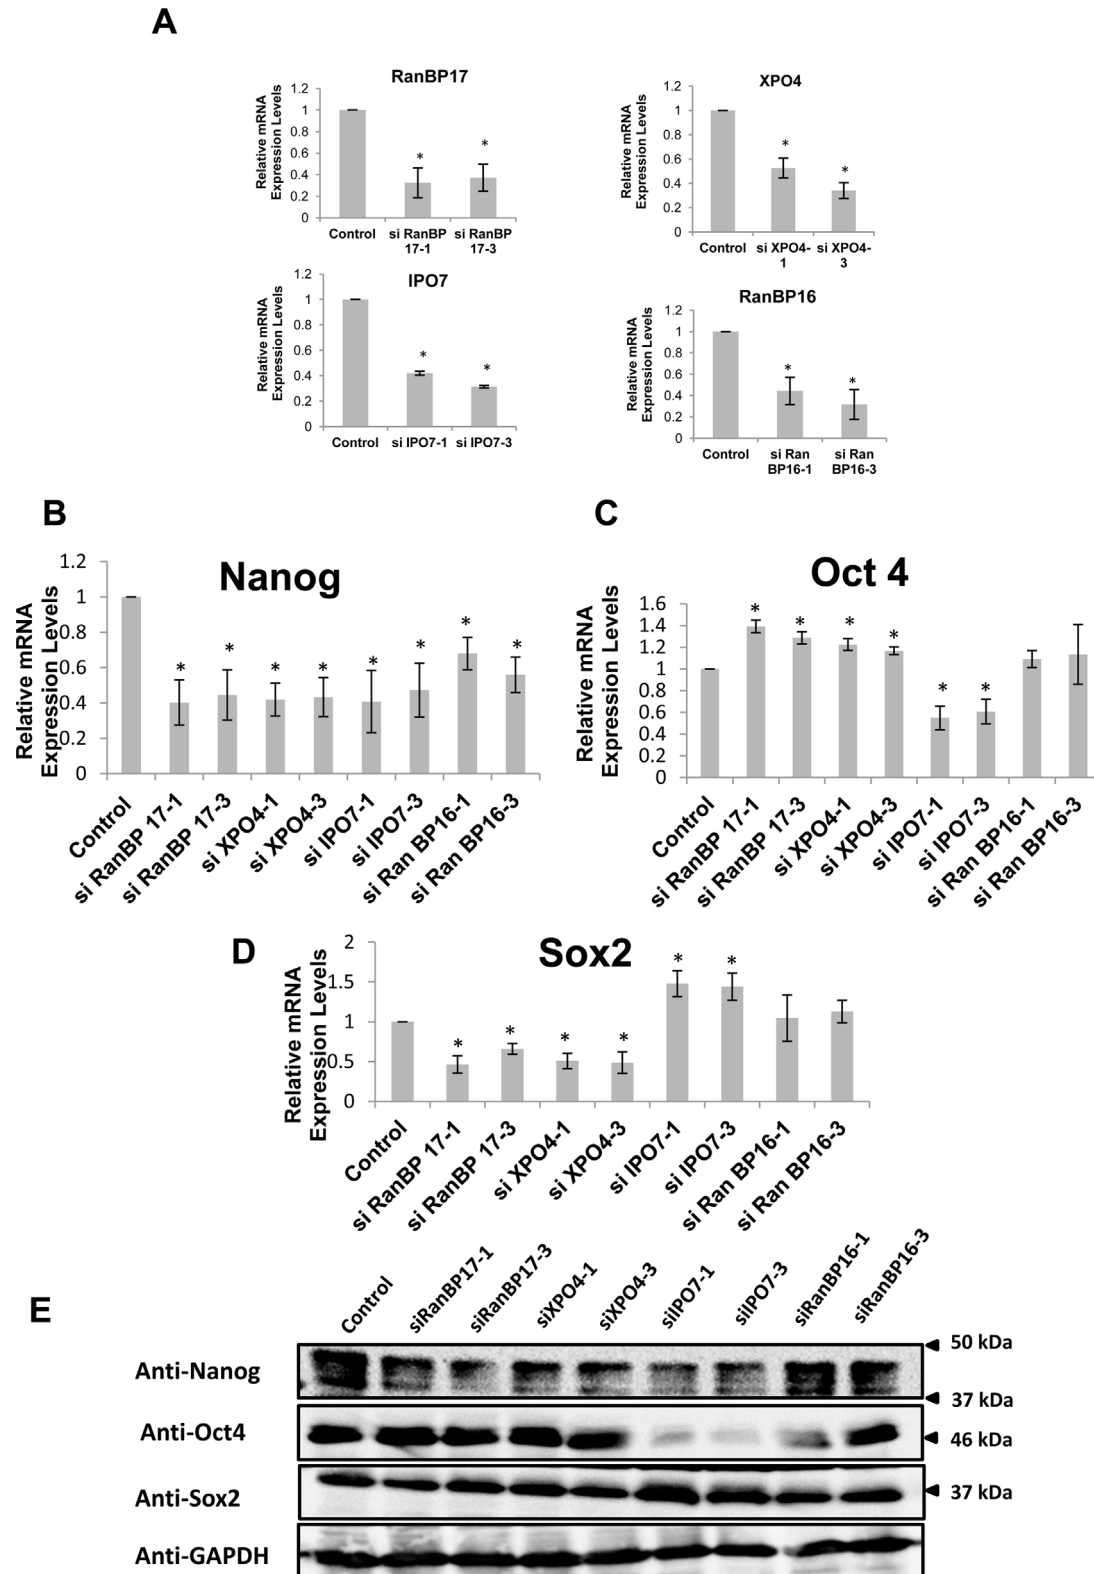 A
RanBP17
Relative mRNA
Expression Levels
1.2
1
0.8
0.6
0.4
0.2
0
*
*
Control
si RanBP
17-1
si RanBP
17-3
XPO4
Relative mRNA
Expression Levels
1.2
1
0.8
0.6
0.4
0.2
0
*
*
Control
si XPO4-
1
si XPO4-
3
IPO7
Relative mRNA
Expression Levels
1.2
1
0.8
0.6
0.4
0.2
0
*
*
Control
si IPO7-1
si IPO7-3
RanBP16
Relative mRNA
Expression Levels
1.2
1
0.8
0.6
0.4
0.2
0
*
*
Control
si Ran
BP16-1
si Ran
BP16-3
B
Nanog
Relative mRNA
Expression Levels
1.2
1
0.8
0.6
0.4
0.2
0
*
*
*
*
*
*
*
*
Control
si RanBP 17-1
si RanBP 17-3
si XPO4-1
si XPO4-3
si IPO7-1
si IPO7-3
si Ran BP16-1
si Ran BP16-3
C
Oct 4
Relative mRNA
Expression Levels
1.6
1.4
1.2
1
0.8
0.6
0.4
0.2
0
*
*
*
*
*
*
Control
si RanBP 17-1
si RanBP 17-3
si XPO4-1
si XPO4-3
si IPO7-1
si IPO7-3
si Ran BP16-1
si Ran BP16-3
D
Sox2
Relative mRNA
Expression Levels
2
1.5
1
0.5
0
*
*
*
*
*
*
Control
si RanBP 17-1
si RanBP 17-3
si XPO4-1
si XPO4-3
si IPO7-1
si IPO7-3
si Ran BP16-1
si Ran BP16-3
E
Control
siRanBP17-1
siRanBP17-3
siXPO4-1
siXPO4-3
siIPO7-1
siIPO7-3
siRanBP16-1
siRanBP16-3
Anti-Nanog
50 kDa
37 kDa
Anti-Oct4
46 kDa
Anti-Sox2
37 kDa
Anti-GAPDH